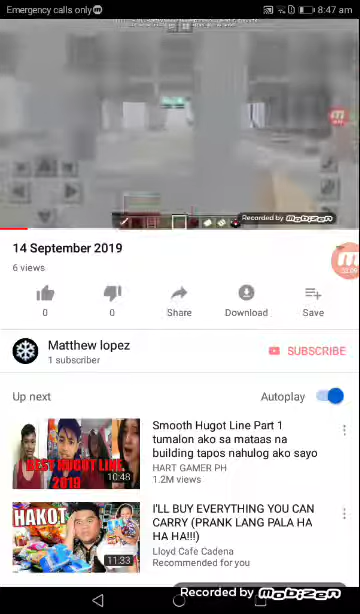 Emergency calls only
8:47 am
Recorded by mobizen
14 September 2019
6 views
0
0
Share
Download
Save
Matthew lopez
1 subscriber
SUBSCRIBE
Up next
Autoplay
Smooth Hugot Line Part 1
tumalon ako sa mataas na
building tapos nahulog ako sayo
HART GAMER PH
1.2M views
BEST HUGOT LINE
2019
10:48
I'LL BUY EVERYTHING YOU CAN
CARRY (PRANK LANG PALA HA
HA HA!!!)
Lloyd Cafe Cadena
Recommended for you
HAKOT
11:33
Recorded by mobizen